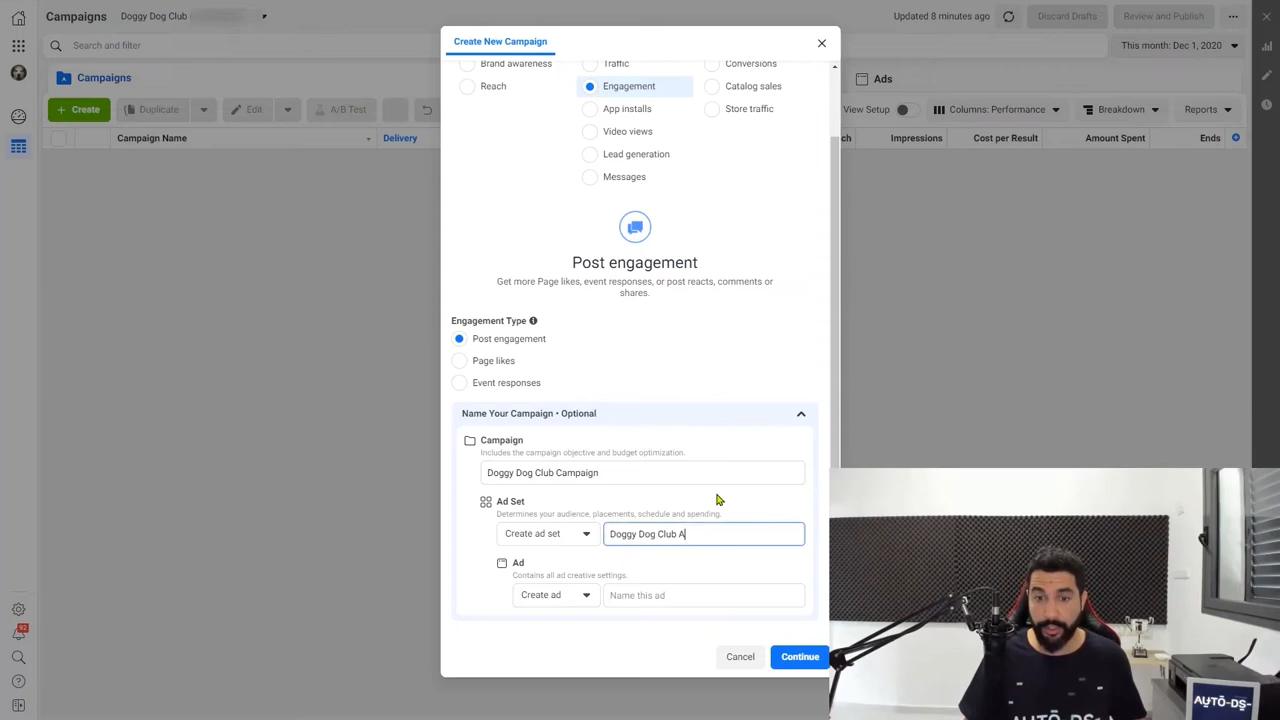 Campaigns
Doggy Dog Club
Updated 8 minutes ago
Discard Drafts
Review and Publish
Search and filter
This month: Dec 1, 2020
Campaigns
Ads
+ Create
Duplicate
Edit
A/B Test
View Setup
Columns: Performance
Breakdown
Reports
Campaign Name
Delivery
ch
Impressions
Cost per Result
Amount Spent
Ends
Create New Campaign
Brand awareness
Traffic
Conversions
Reach
Engagement
Catalog sales
App installs
Store traffic
Video views
Lead generation
Messages
Post engagement
Get more Page likes, event responses, or post reacts, comments or
shares.
Engagement Type
Post engagement
Page likes
Event responses
Name Your Campaign • Optional
Campaign
Includes the campaign objective and budget optimization.
Doggy Dog Club Campaign
Ad Set
Determines your audience, placements, schedule and spending.
Create ad set
Doggy Dog Club A
Ad
Contains all ad creative settings.
Create ad
Name this ad
Cancel
Continue
92
AUTO-DS-
AUTO-DS-